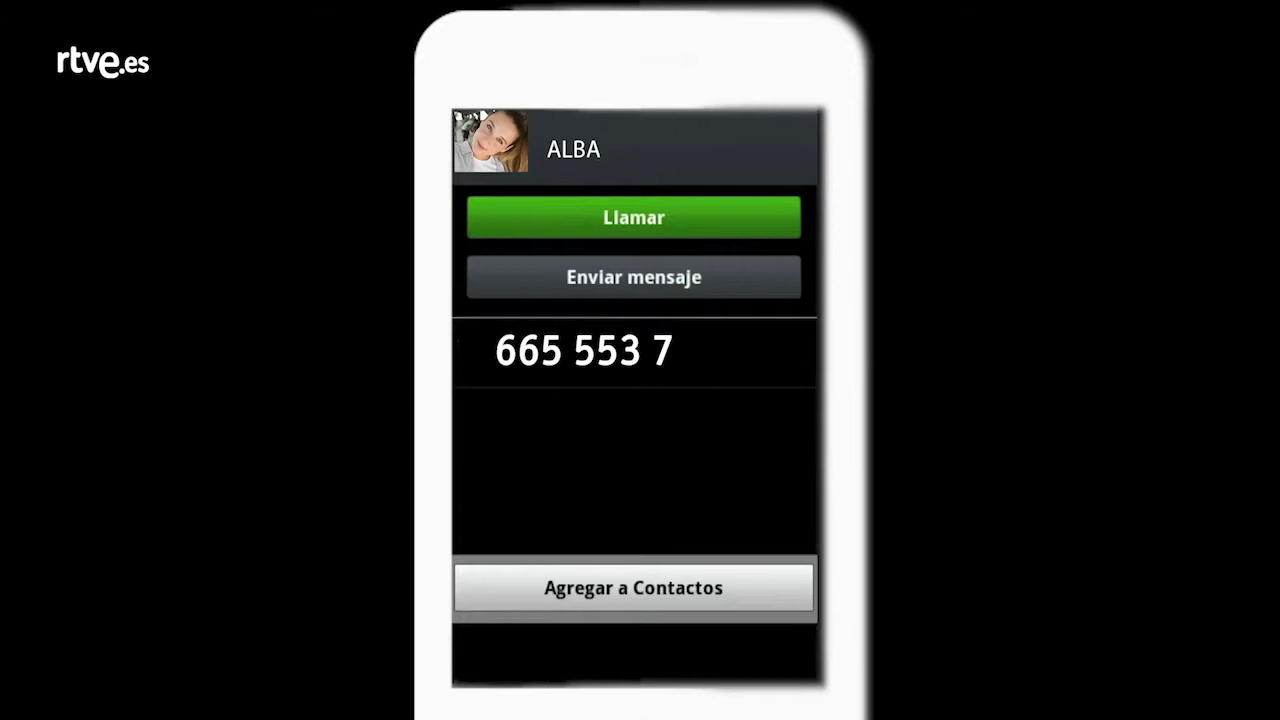 rtve.es
ALBA
Llamar
Enviar mensaje
665 553 7
Agregar a Contactos